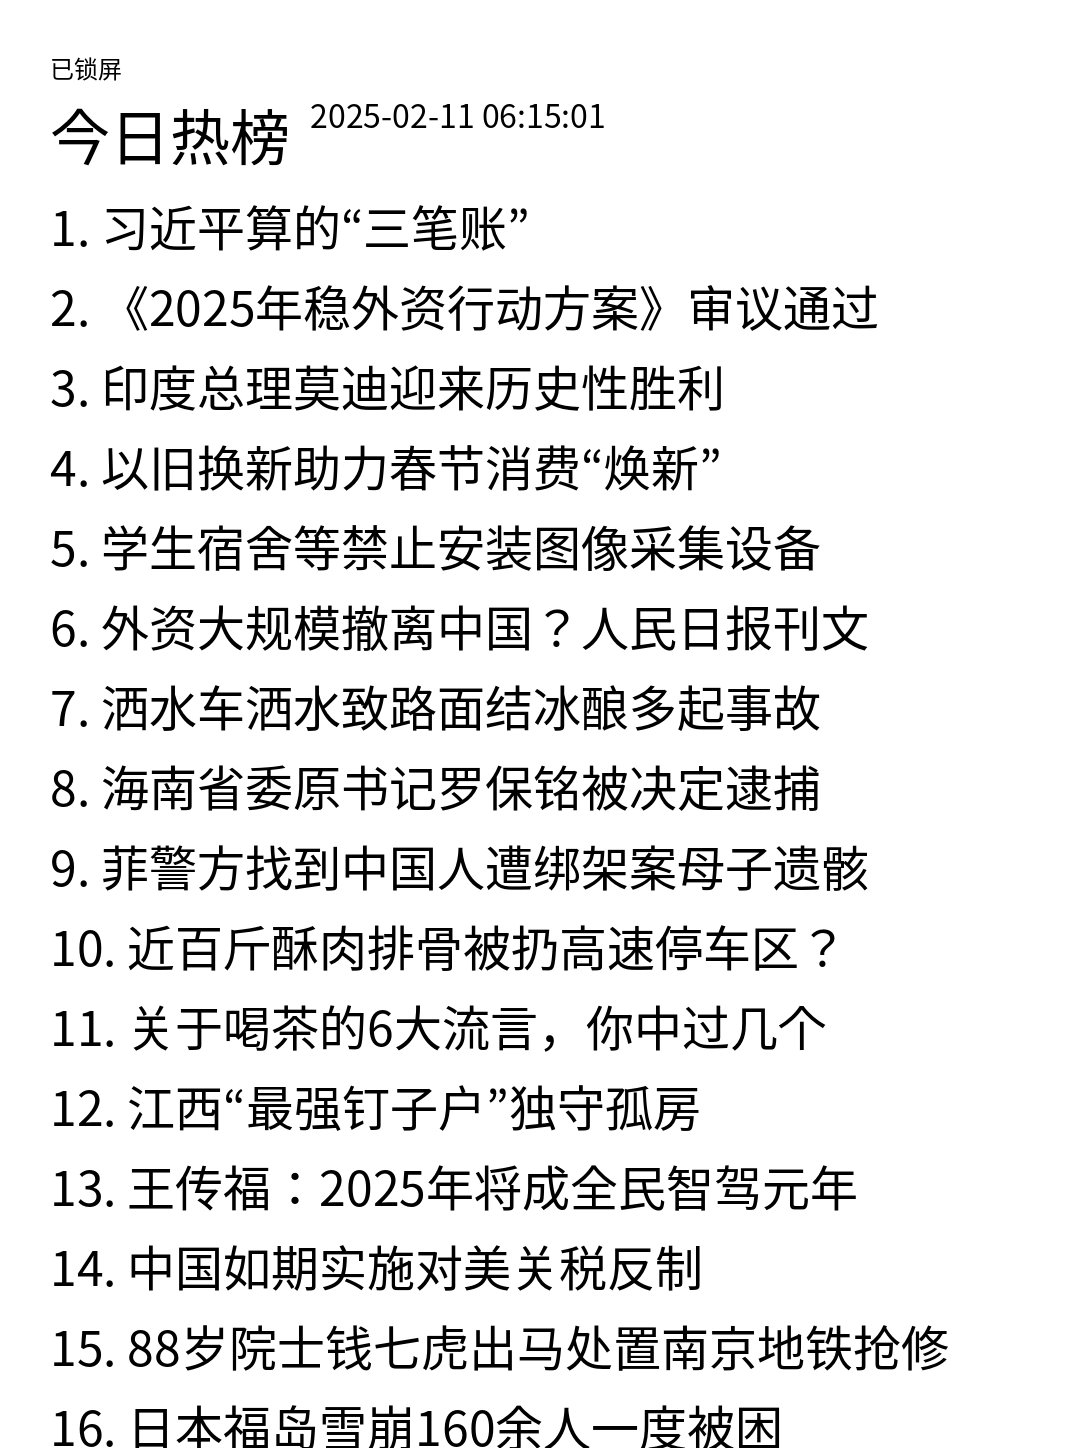 已锁屏
今日热榜 2025-02-11 06:15:01
1. 习近平算的“三笔账”
2. 《2025年稳外资行动方案》审议通过
3. 印度总理莫迪迎来历史性胜利
4. 以旧换新助力春节消费“焕新”
5. 学生宿舍等禁止安装图像采集设备
6. 外资大规模撤离中国？人民日报刊文
7. 洒水车洒水致路面结冰酿多起事故
8. 海南省委原书记罗保铭被决定逮捕
9. 菲警方找到中国人遭绑架案母子遗骸
10. 近百斤酥肉排骨被扔高速停车区？
11. 关于喝茶的6大流言，你中过几个
12. 江西“最强钉子户”独守孤房
13. 王传福：2025年将成全民智驾元年
14. 中国如期实施对美关税反制
15. 88岁院士钱七虎出马处置南京地铁抢修
16. 日本福岛雪崩160余人一度被困